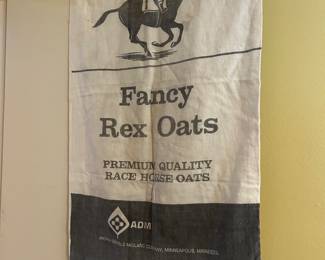 Fancy
Rex Oats
PREMIUM QUALITY
RACE HORSE OATS
ADM
MIDLAND COMPANY, MINNEAPOLIS, MINNESOTA